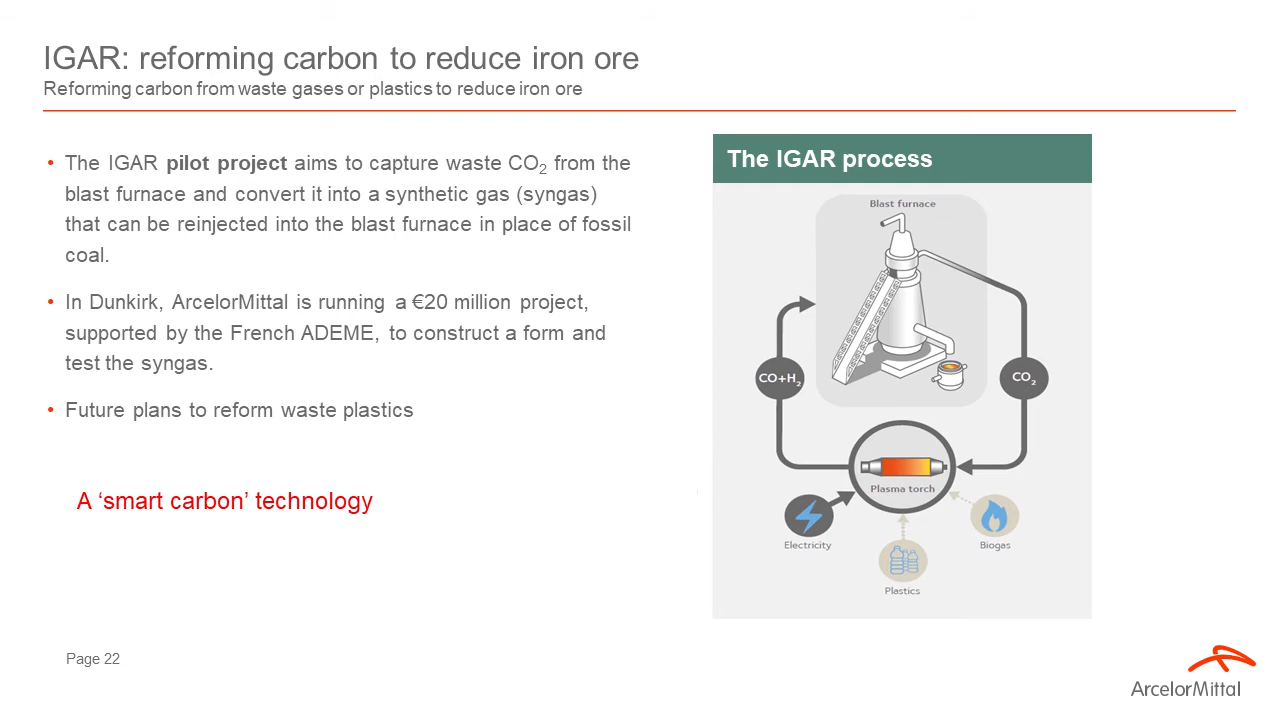 IGAR: reforming carbon to reduce iron ore
Reforming carbon from waste gases or plastics to reduce iron ore
• The IGAR pilot project aims to capture waste CO₂ from the
blast furnace and convert it into a synthetic gas (syngas)
that can be reinjected into the blast furnace in place of fossil
coal.
• In Dunkirk, ArcelorMittal is running a €20 million project,
supported by the French ADEME, to construct a form and
test the syngas.
• Future plans to reform waste plastics
A ‘smart carbon’ technology
The IGAR process
Blast furnace
CO+H₂
CO₂
Plasma torch
Electricity
Biogas
Plastics
Page 22
ArcelorMittal